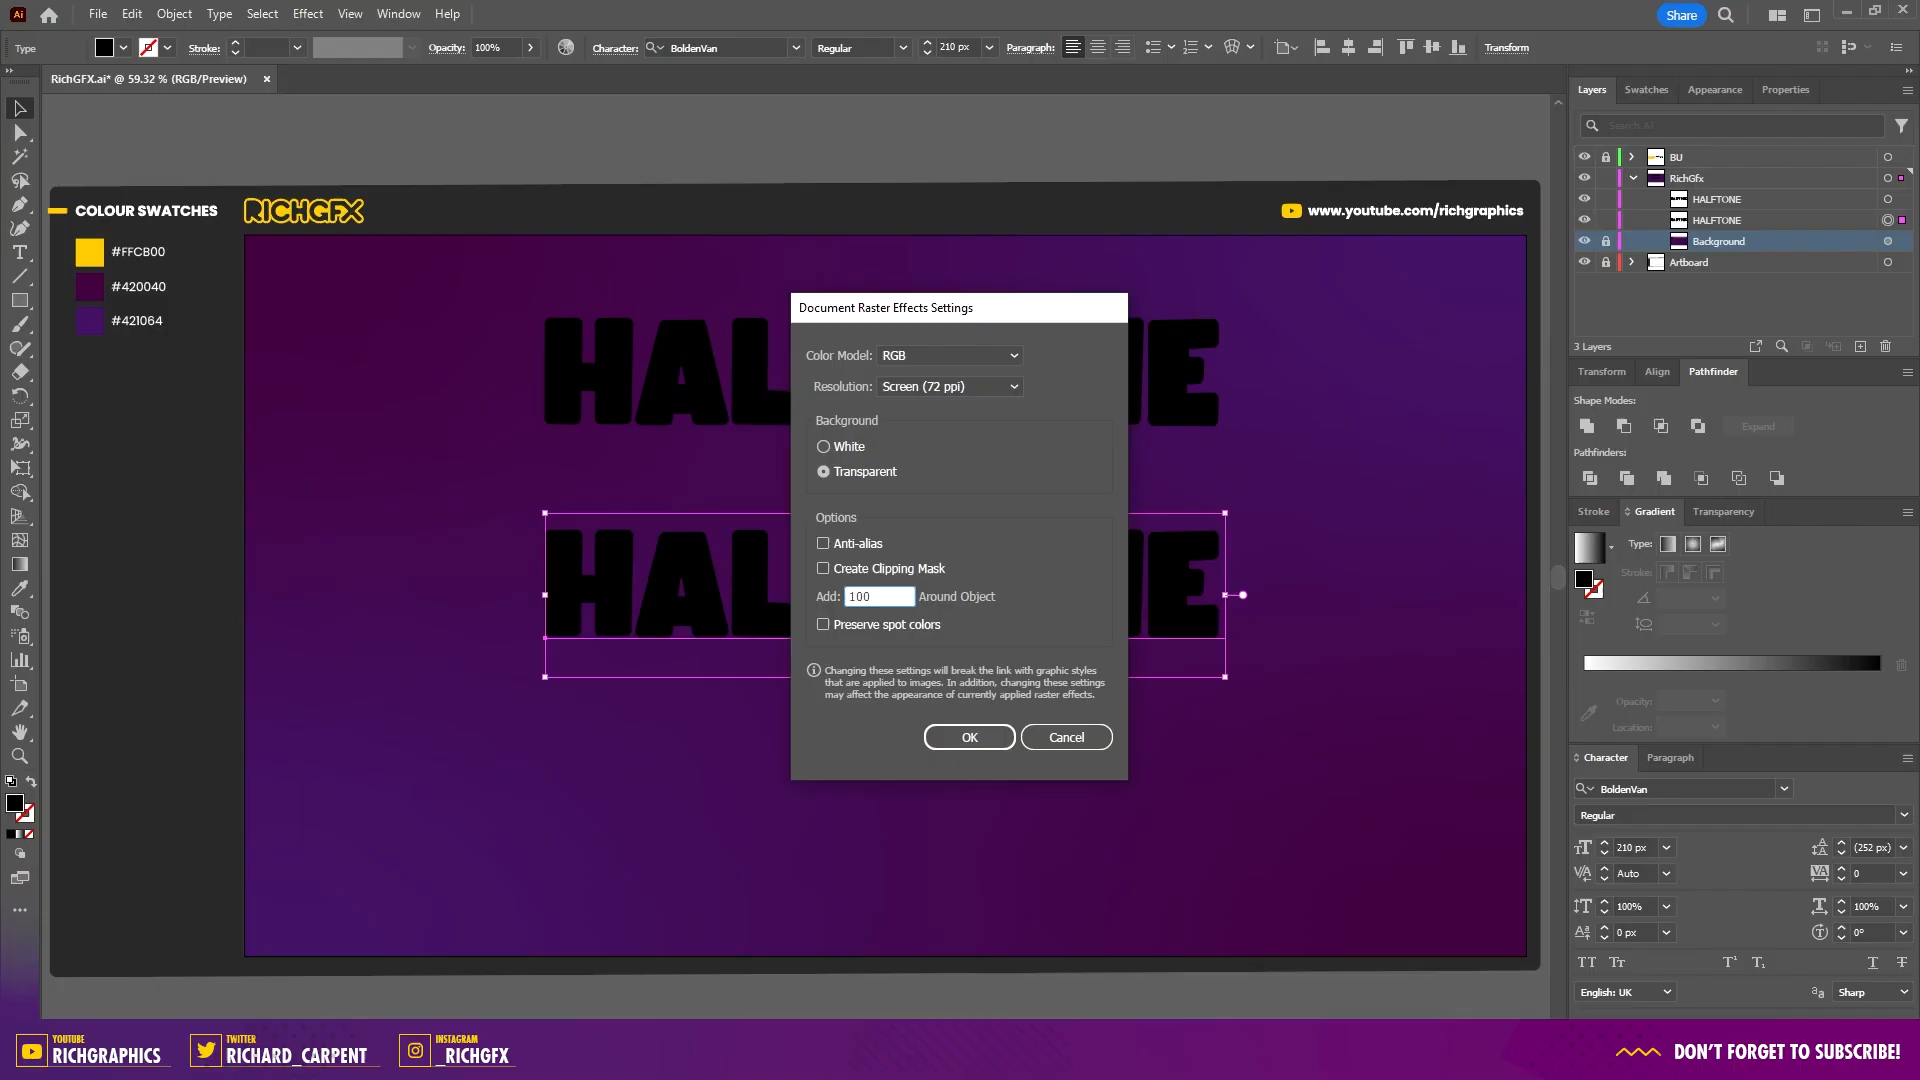 Ai
File Edit Object Type Select Effect View Window Help
Share
Type
Stroke:
Opacity: 100%
Character: BoldenVan
Regular
210 px
Paragraph:
Transform
RichGFX.ai* @ 59.32 % (RGB/Preview)
COLOUR SWATCHES
RICHGFX
www.youtube.com/richgraphics
#FFCB00
#420040
#421064
HAL
E
HAL
E
Document Raster Effects Settings
Color Model: RGB
Resolution: Screen (72 ppi)
Background
White
Transparent
Options
Anti-alias
Create Clipping Mask
Add: 100 Around Object
Preserve spot colors
Changing these settings will break the link with graphic styles
that are applied to images. In addition, changing these settings
may affect the appearance of currently applied raster effects.
OK Cancel
Layers Swatches Appearance Properties
Search All
BU
RichGfx
HALFTONE
HALFTONE
Background
Artboard
3 Layers
Transform Align Pathfinder
Shape Modes:
Expand
Pathfinders:
Stroke Gradient Transparency
Type:
Stroke:
Opacity:
Location:
Character Paragraph
BoldenVan
Regular
210 px (252 px)
Auto 0
100% 100%
0 px 0°
English: UK Sharp
YOUTUBE
RICHGRAPHICS
TWITTER
RICHARD_CARPENT
INSTAGRAM
_RICHGFX
DON'T FORGET TO SUBSCRIBE!